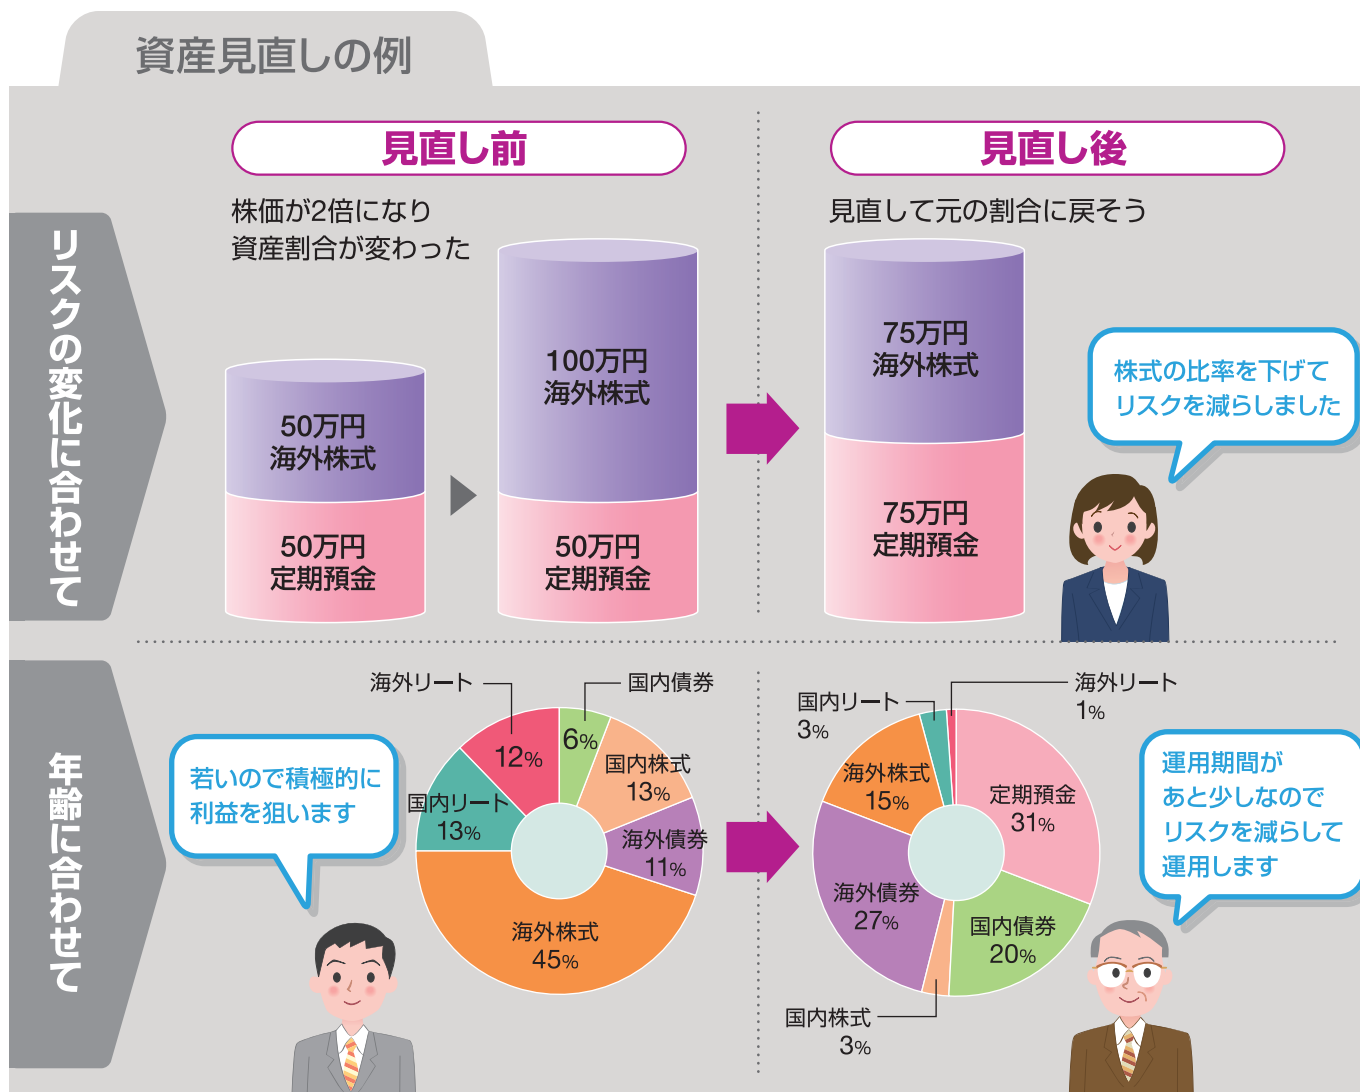 資産見直しの例
見直し前
見直し後
リスクの変化に合わせて
株価が2倍になり
資産割合が変わった
見直して元の割合に戻そう
50万円
海外株式
50万円
定期預金
100万円
海外株式
50万円
定期預金
75万円
海外株式
75万円
定期預金
株式の比率を下げて
リスクを減らしました
年齢に合わせて
若いので積極的に
利益を狙います
海外リート
12%
国内債券
6%
国内株式
13%
国内リート
13%
海外債券
11%
海外株式
45%
海外リート
1%
国内リート
3%
海外株式
15%
定期預金
31%
海外債券
27%
国内債券
20%
国内株式
3%
運用期間が
あと少しなので
リスクを減らして
運用します